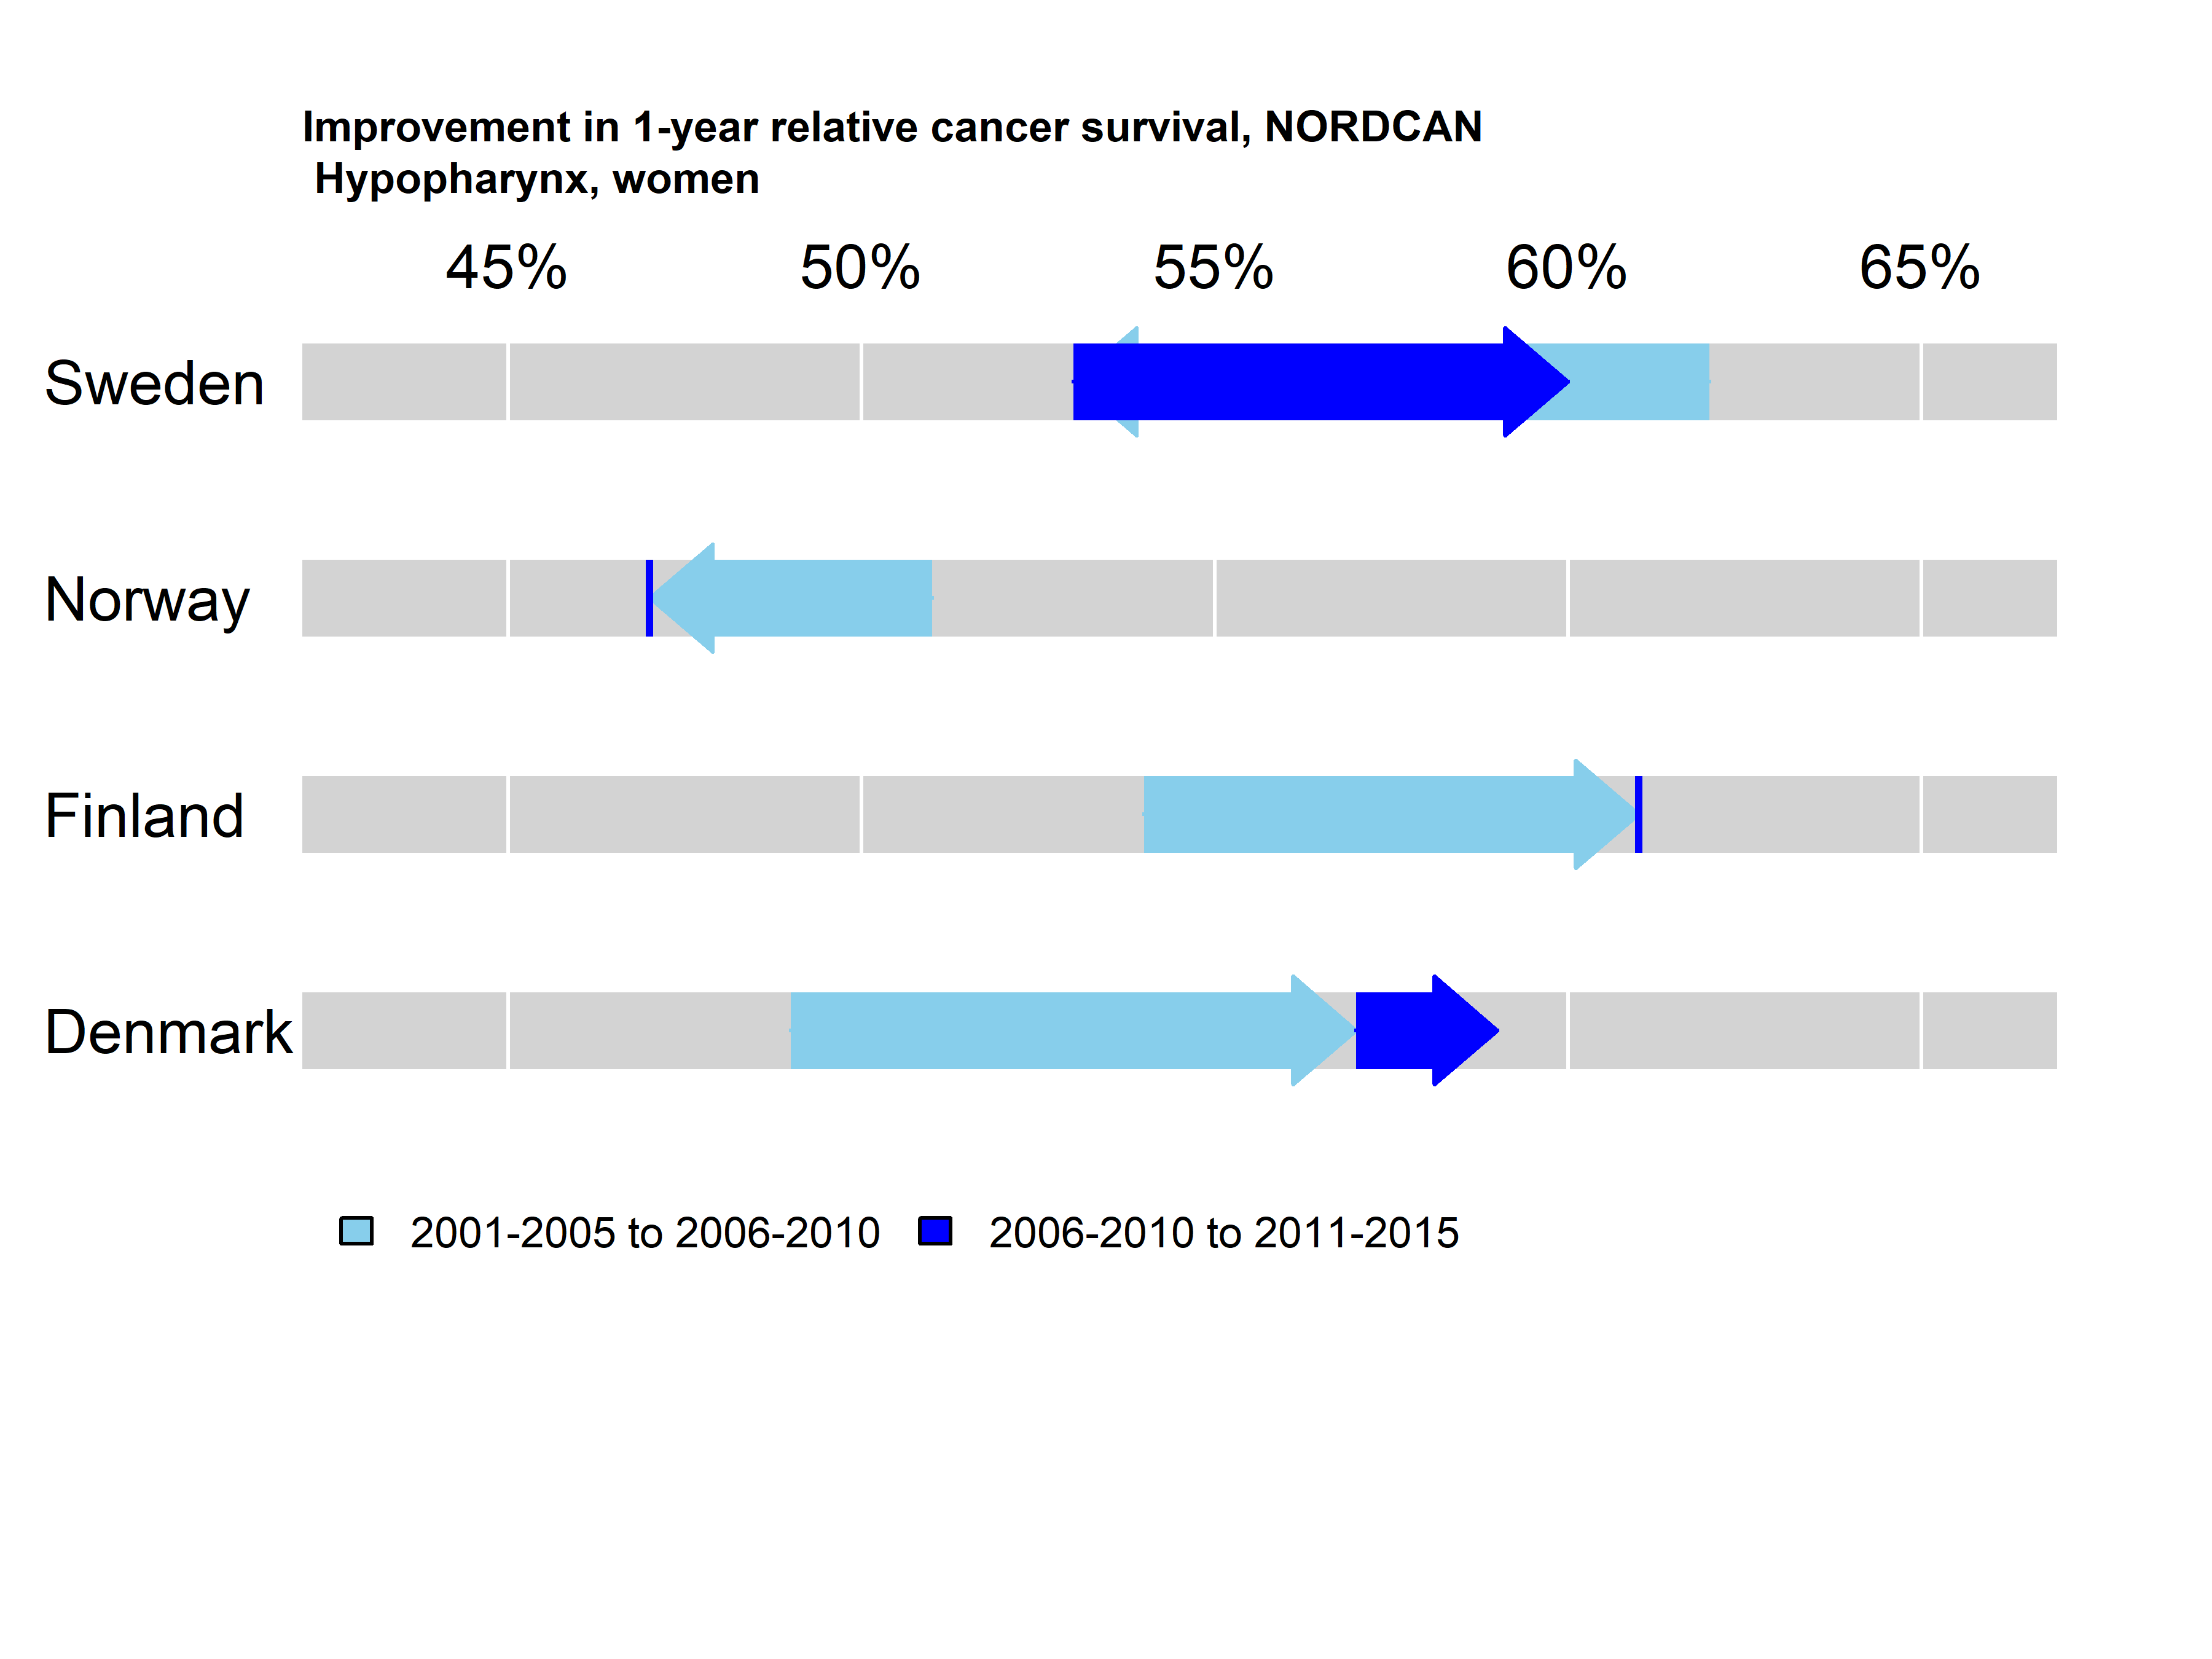 Improvement in 1-year relative cancer survival, NORDCAN
Hypopharynx, women
45% 50% 55% 60% 65%
Sweden
Norway
Finland
Denmark
2001-2005 to 2006-2010 2006-2010 to 2011-2015